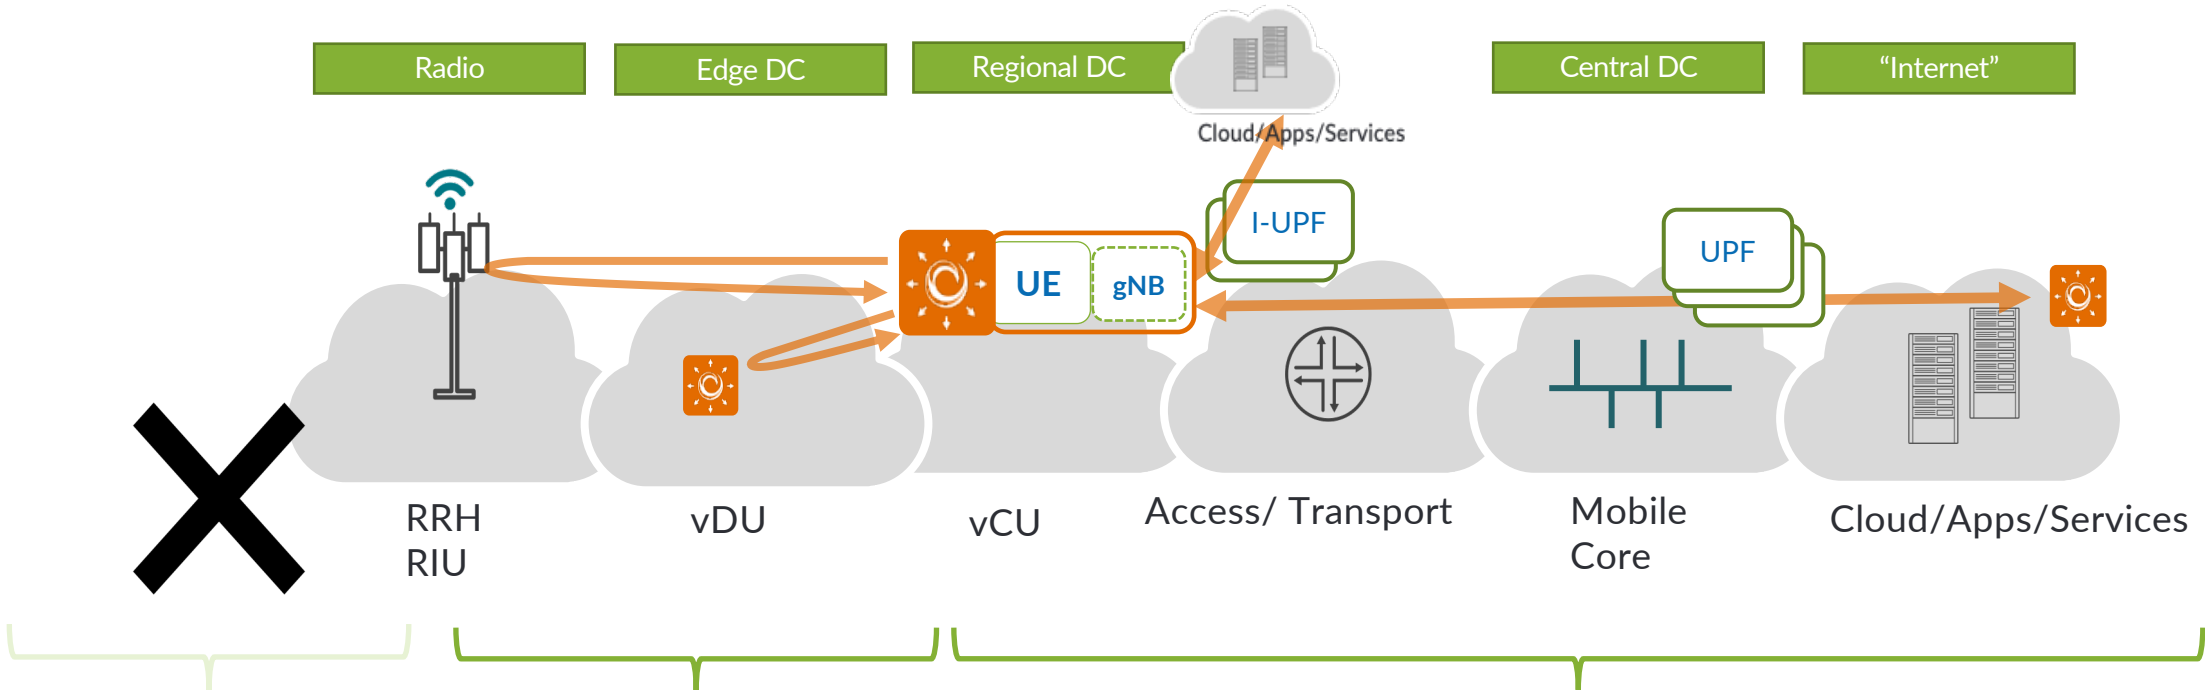 Radio
Edge DC
Regional DC
Central DC
“Internet”
Cloud/Apps/Services
I-UPF
UPF
UE
gNB
RRH
RIU
vDU
vCU
Access/ Transport
Mobile
Core
Cloud/Apps/Services